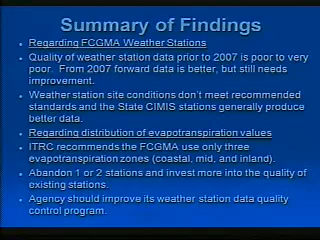 Summary of Findings
Regarding FCGMA Weather Stations
Quality of weather station data prior to 2007 is poor to very
poor. From 2007 forward data is better, but still needs
improvement.
Weather station site conditions don't meet recommended
standards and the State CIMIS stations generally produce
better data.
Regarding distribution of evapotranspiration values
ITRC recommends the FCGMA use only three
evapotranspiration zones (coastal, mid, and inland).
Abandon 1 or 2 stations and invest more into the quality of
existing stations.
Agency should improve its weather station data quality
control program.